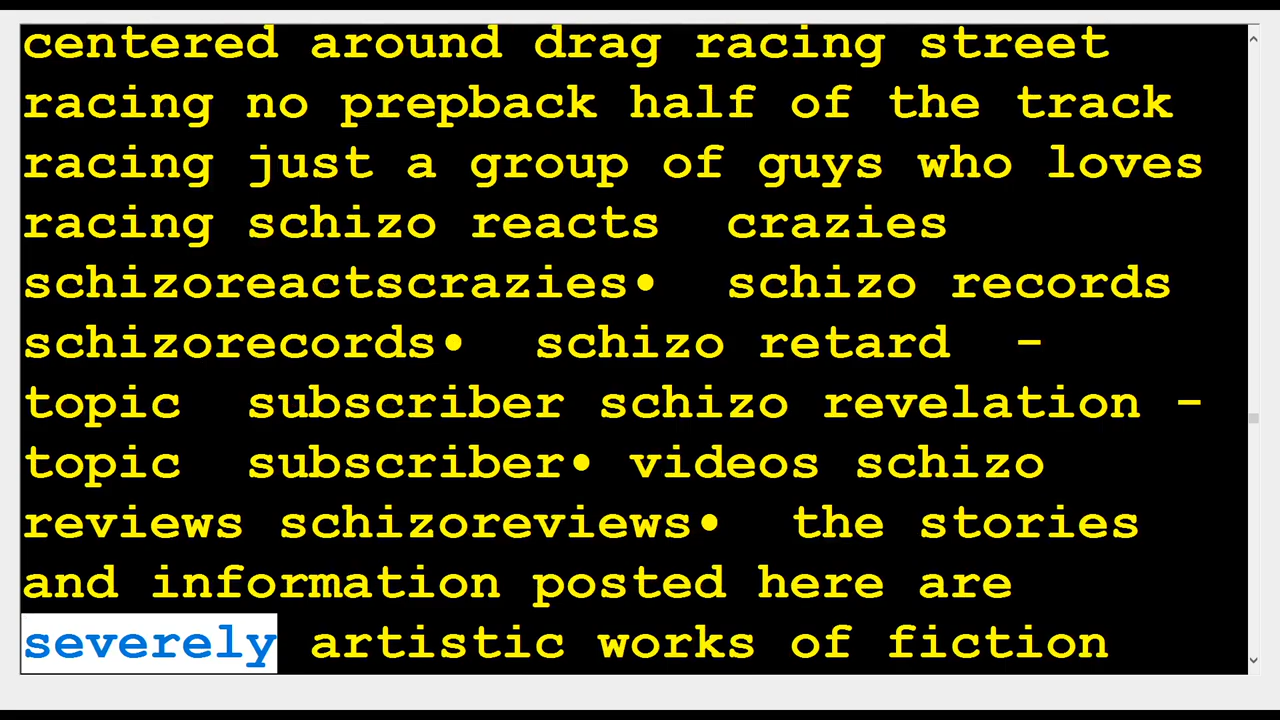 centered around drag racing street
racing no prepback half of the track
racing just a group of guys who loves
racing schizo reacts  crazies
schizoreactscrazies•  schizo records
schizorecords•  schizo retard  -
topic  subscriber schizo revelation -
topic  subscriber• videos schizo
reviews schizoreviews•  the stories
and information posted here are
severely artistic works of fiction